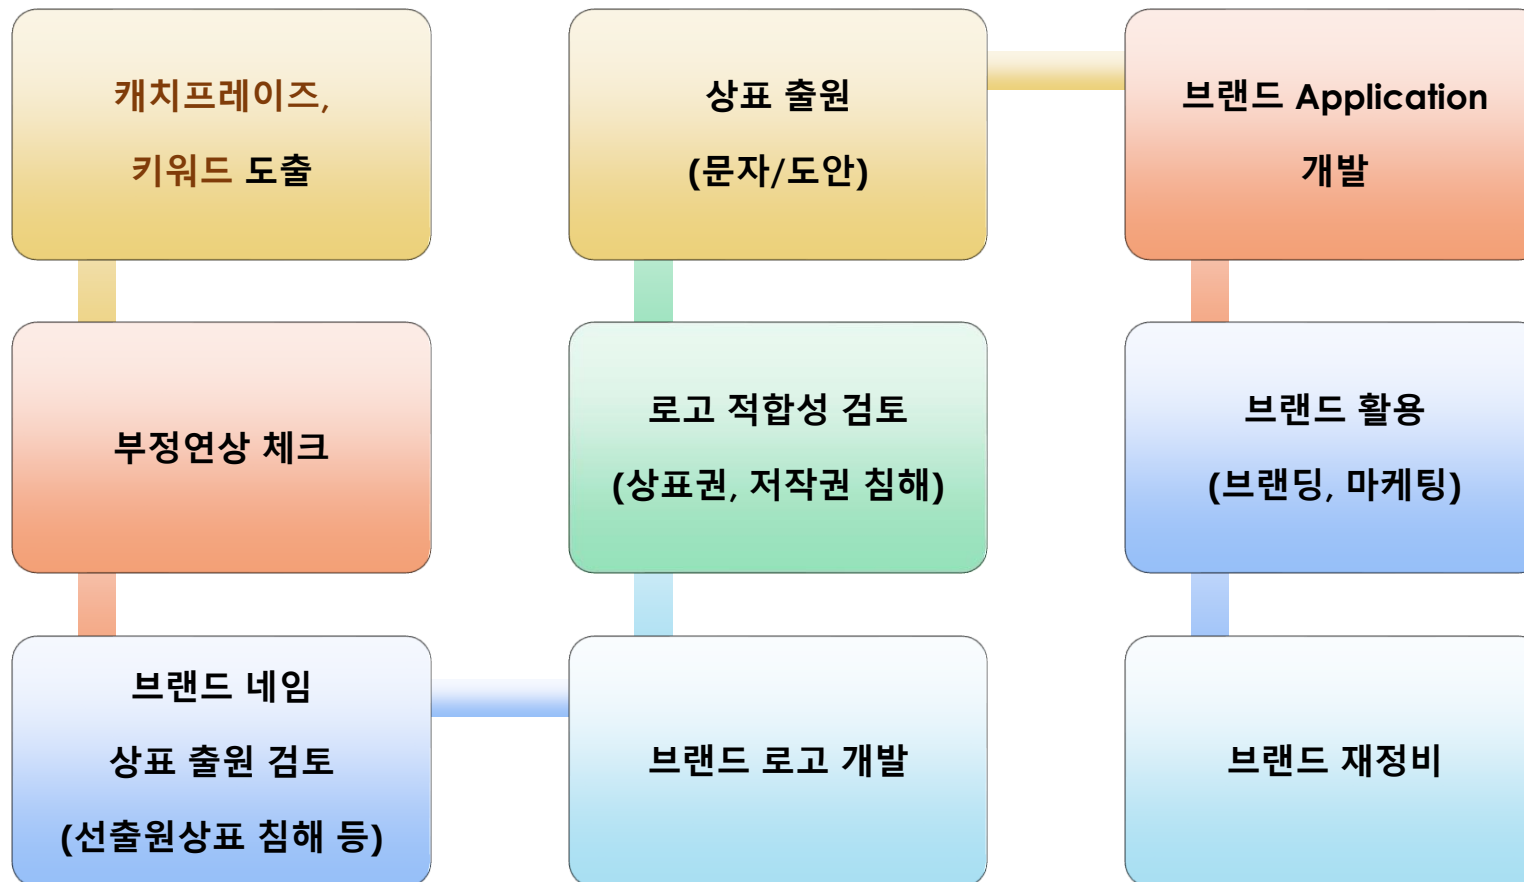 캐치프레이즈,
키워드 도출
부정연상 체크
브랜드 네임
상표 출원 검토
(선출원상표 침해 등)
브랜드 로고 개발
로고 적합성 검토
(상표권, 저작권 침해)
상표 출원
(문자/도안)
브랜드 Application
개발
브랜드 활용
(브랜딩, 마케팅)
브랜드 재정비